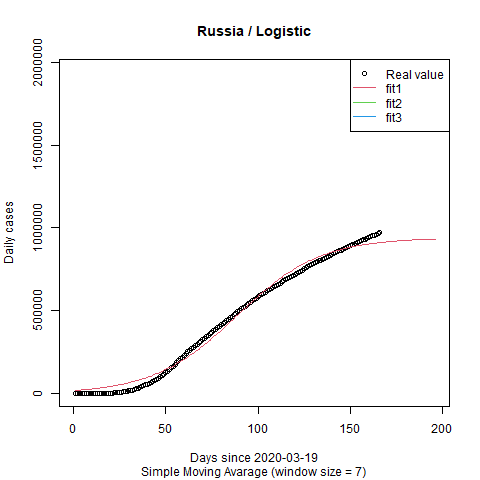 Russia / Logistic
Real value
fit1
fit2
fit3
Daily cases
2000000
1500000
1000000
500000
0
0 50 100 150 200
Days since 2020-03-19
Simple Moving Avarage (window size = 7)